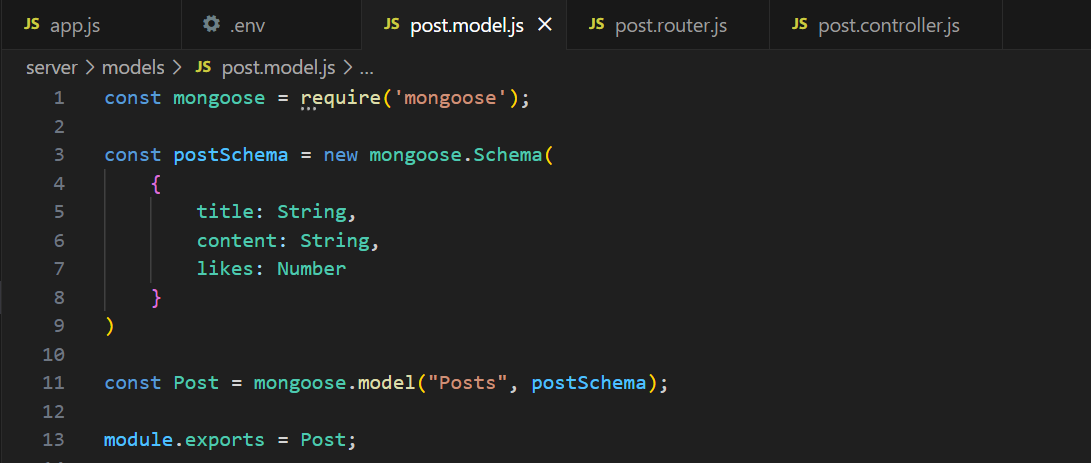 JS app.js .env JS post.model.js × JS post.router.js JS post.controller.js
server > models > JS post.model.js > ...
1 const mongoose = require('mongoose');
2
3 const postSchema = new mongoose.Schema(
4 {
5 title: String,
6 content: String,
7 likes: Number
8 }
9 )
10
11 const Post = mongoose.model("Posts", postSchema);
12
13 module.exports = Post;